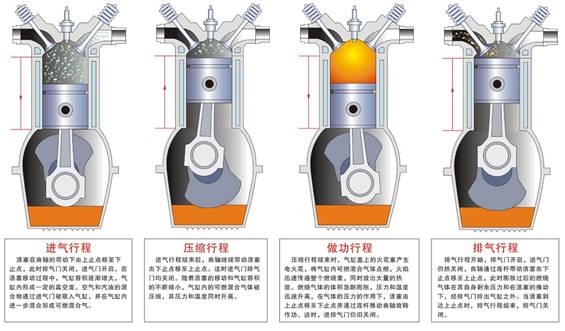 进气行程
活塞在曲轴的带动下由上止点移至下
止点。此时排气门关闭，进气门开启。在
活塞移动过程中，气缸容积逐渐增大，气
缸内形成一定的真空度。空气和汽油的混
合物通过进气门被吸入气缸，并在气缸内
进一步混合形成可燃混合气。
压缩行程
进气行程结束后，曲轴继续带动活塞
由下止点移至上止点。这时进气门排气
门均关闭。随着活塞的移动和气缸容积
的不断缩小，气缸内的可燃混合气体被
压缩，其压力和温度同时升高。
做功行程
压缩行程结束时，气缸盖上的火花塞产生
电火花，将气缸内可燃混合气体点燃，火焰
迅速传遍整个燃烧室，同时放出大量的热
能。燃烧气体的体积急剧膨胀，压力和温度
迅速升高。在气体的压力的作用下，活塞由
上止点移至下止点并通过连杆推动曲轴旋转
作功。这时，进排气门仍旧关闭。
排气行程
排气行程开始，排气门开启，进气门
仍然关闭，曲轴通过连杆带动活塞由下
止点移至上止点，此时膨胀过后的燃烧
气体在其自身剩余压力和在活塞的推动
下，经排气门排出气缸之外。当活塞到
达上止点时，排气行程结束，排气门关
闭。